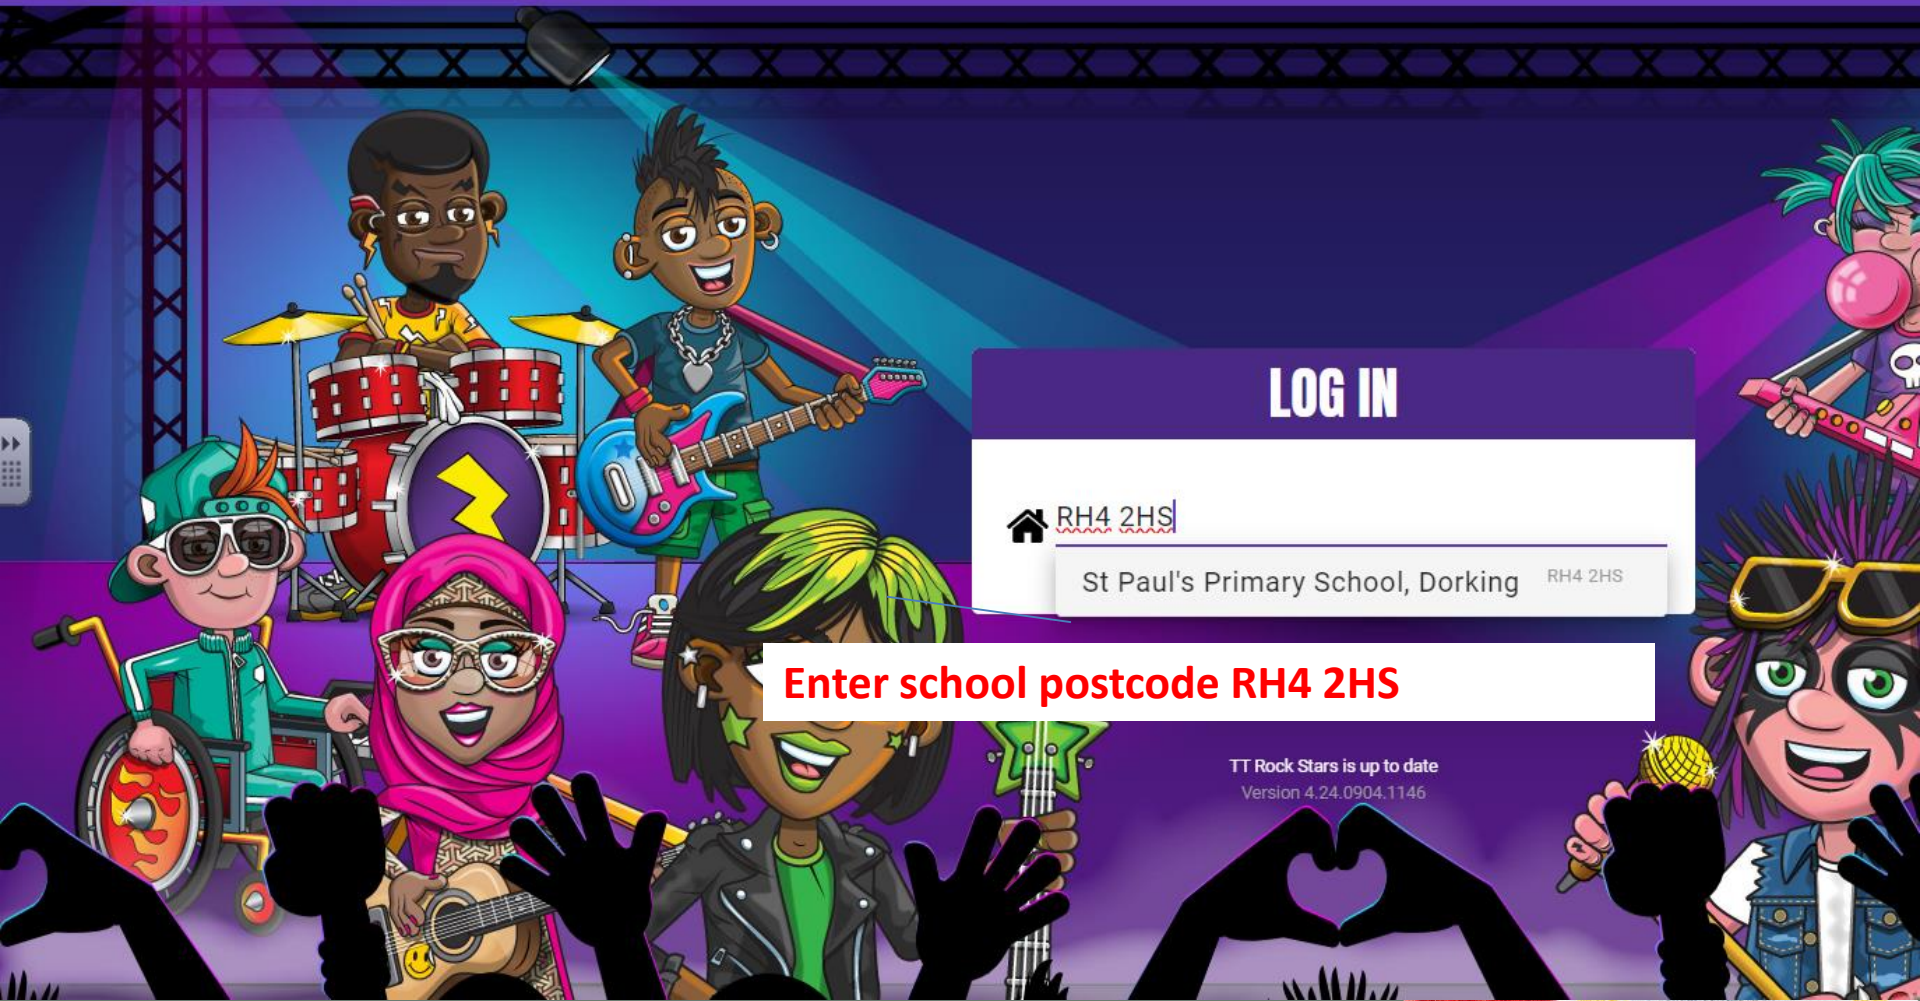 LOG IN
RH4 2HS
St Paul's Primary School, Dorking RH4 2HS
Enter school postcode RH4 2HS
TT Rock Stars is up to date
Version 4.24.0904.1146